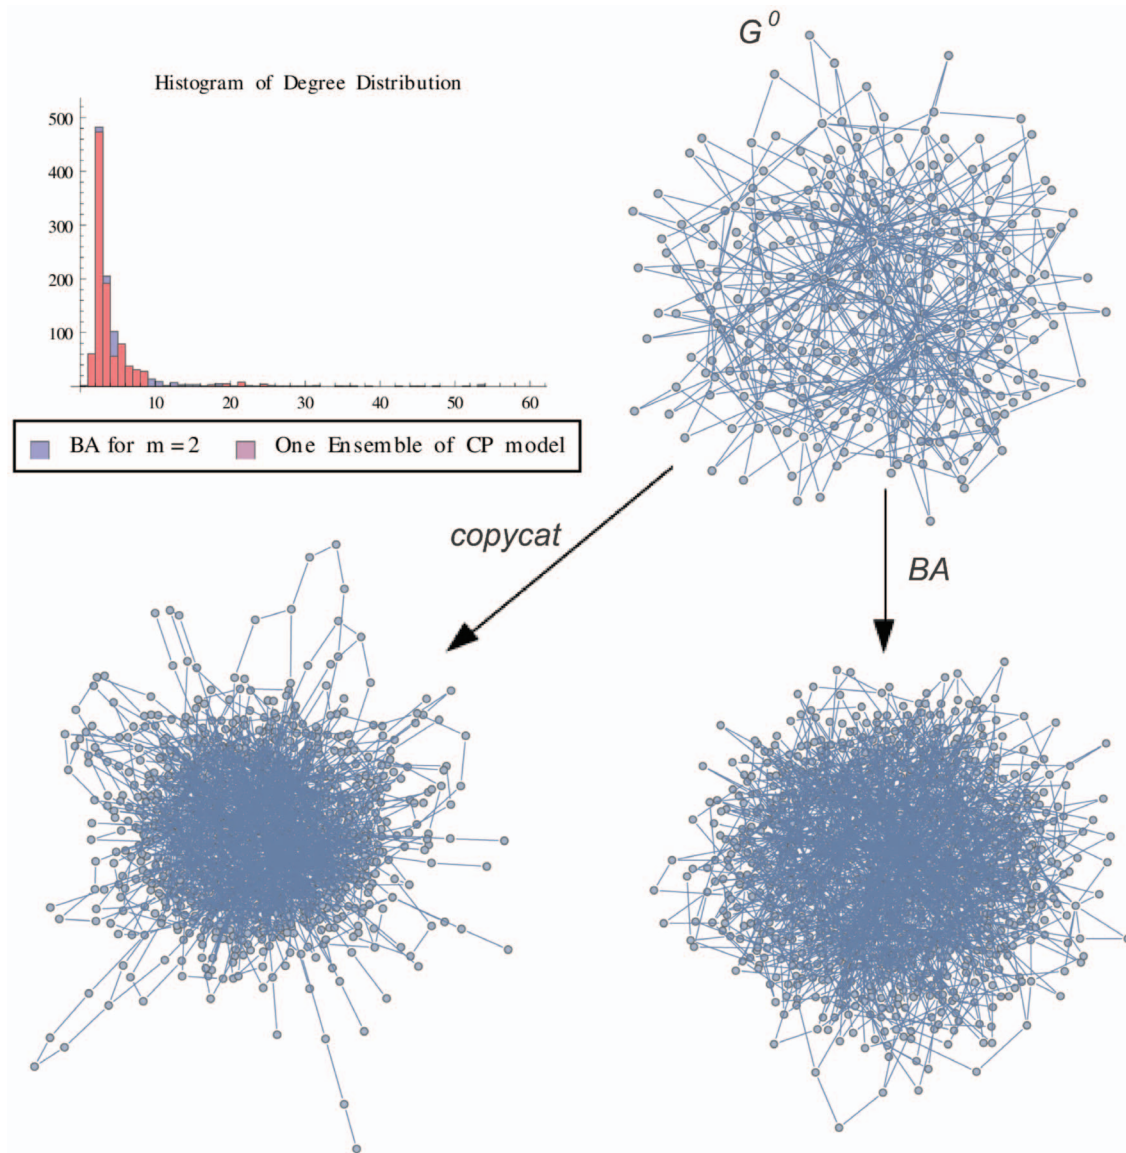 G⁰
Histogram of Degree Distribution
500
400
300
200
100
10 20 30 40 50 60
BA for m=2 One Ensemble of CP model
copycat
BA